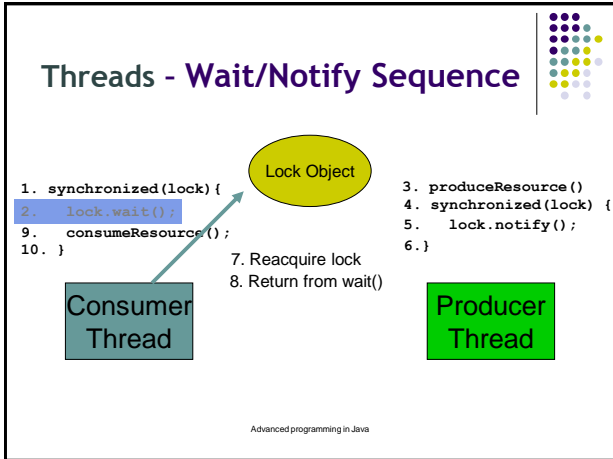 Threads - Wait/Notify Sequence
Lock Object
1. synchronized(lock){
2. lock.wait();
9. consumeResource();
10. }
3. produceResource()
4. synchronized(lock) {
5. lock.notify();
6.}
7. Reacquire lock
8. Return from wait()
Consumer
Thread
Producer
Thread
Advanced programming in Java